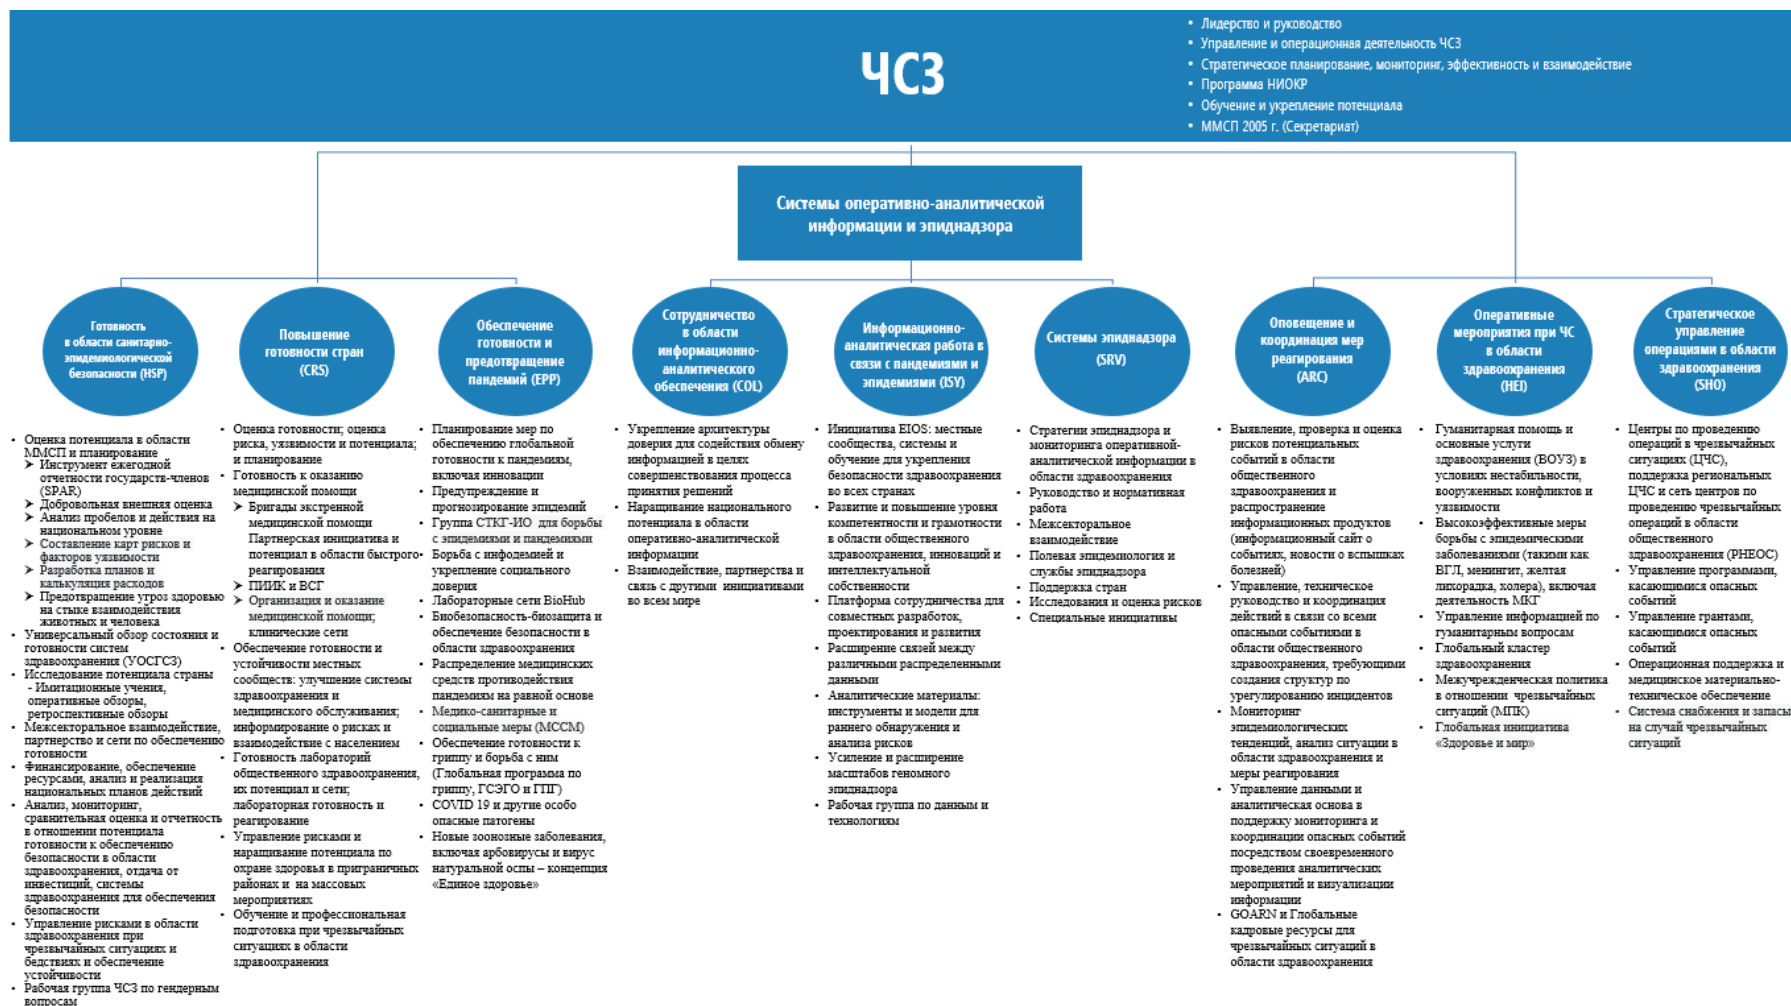 ЧСЗ
• Лидерство и руководство
• Управление и операционная деятельность ЧСЗ
• Стратегическое планирование, мониторинг, эффективность и взаимодействие
• Программа НИОКР
• Обучение и укрепление потенциала
• ММСП 2005 г. (Секретариат)
Системы оперативно-аналитической
информации и эпиднадзора
Готовность
в области санитарно-
эпидемиологической
безопасности (HSP)
• Оценка потенциала в области
ММСП и планирование
➤ Инструмент ежегодной
отчетности государств-членов
(SPAR)
➤ Добровольная внешняя оценка
➤ Анализ пробелов и действия на
национальном уровне
➤ Составление карт рисков и
факторов уязвимости
➤ Разработка планов и
калькуляция расходов
➤ Предотвращение угроз здоровью
на стыке взаимодействия
животных и человека
• Универсальный обзор состояния и
готовности систем
здравоохранения (УОСГСЗ)
• Исследование потенциала страны
- Имитационные учения,
оперативные обзоры,
ретроспективные обзоры
• Межсекторальное взаимодействие,
партнерство и сети по обеспечению
готовности
• Финансирование, обеспечение
ресурсами, анализ и реализация
национальных планов действий
• Анализ, мониторинг,
сравнительная оценка и отчетность
в отношении потенциала
готовности к обеспечению
безопасности в области
здравоохранения, отдача от
инвестиций, системы
здравоохранения для обеспечения
безопасности
• Управление рисками в области
здравоохранения при
чрезвычайных ситуациях и
бедствиях и обеспечение
устойчивости
• Рабочая группа ЧСЗ по гендерным
вопросам
Повышение
готовности стран
(CRS)
• Оценка готовности; оценка
риска, уязвимости и потенциала;
и планирование
• Готовность к оказанию
медицинской помощи
➤ Бригады экстренной
медицинской помощи
Партнерская инициатива и
потенциал в области быстрого
реагирования
➤ ПИИК и ВСГ
➤ Организация и оказание
медицинской помощи;
клинические сети
• Обеспечение готовности и
устойчивости местных
сообществ: улучшение системы
здравоохранения и
медицинского обслуживания;
информирование о рисках и
взаимодействие с населением
• Готовность лабораторий
общественного здравоохранения,
их потенциал и сети;
лабораторная готовность и
реагирование
• Управление рисками и
наращивание потенциала по
охране здоровья в приграничных
районах и на массовых
мероприятиях
• Обучение и профессиональная
подготовка при чрезвычайных
ситуациях в области
здравоохранения
Обеспечение
готовности и
предотвращение
пандемий (EPP)
• Планирование мер по
обеспечению глобальной
готовности к пандемиям,
включая инновации
• Предупреждение и
прогнозирование эпидемий
• Группа СТКГ-ИО для борьбы
с эпидемиями и пандемиями
• Борьба с инфодемией и
укрепление социального
доверия
• Лабораторные сети BioHub
• Биобезопасность-биозащита и
обеспечение безопасности в
области здравоохранения
• Распределение медицинских
средств противодействия
пандемиям на равной основе
• Медико-санитарные и
социальные меры (МССМ)
• Обеспечение готовности к
гриппу и борьба с ним
(Глобальная программа по
гриппу, ГСЭГО и ГПГ)
• COVID 19 и другие особо
опасные патогены
• Новые зоонозные заболевания,
включая арбовирусы и вирус
натуральной оспы – концепция
«Единое здоровье»
Сотрудничество
в области
информационно-
аналитического
обеспечения (COL)
• Укрепление архитектуры
доверия для содействия обмену
информацией в целях
совершенствования процесса
принятия решений
• Наращивание национального
потенциала в области
оперативно-аналитической
информации
• Взаимодействие, партнерства и
связь с другими инициативами
во всем мире
Информационно-
аналитическая работа в
связи с пандемиями и
эпидемиями (ISY)
• Инициатива EIOS: местные
сообщества, системы и
обучение для укрепления
безопасности здравоохранения
во всех странах
• Развитие и повышение уровня
компетентности и грамотности
в области общественного
здравоохранения, инноваций и
интеллектуальной
собственности
• Платформа сотрудничества для
совместных разработок,
проектирования и развития
• Расширение связей между
различными распределенными
данными
• Аналитические материалы:
инструменты и модели для
раннего обнаружения и
анализа рисков
• Усиление и расширение
масштабов геномного
эпиднадзора
• Рабочая группа по данным и
технологиям
Системы эпиднадзора
(SRV)
• Стратегии эпиднадзора и
мониторинга оперативной-
аналитической информации в
области здравоохранения
• Руководство и нормативная
работа
• Межсекторальное
взаимодействие
• Полевая эпидемиология и
службы эпиднадзора
• Поддержка стран
• Исследования и оценка рисков
• Специальные инициативы
Оповещение и
координация мер
реагирования
(ARC)
• Выявление, проверка и оценка
рисков потенциальных
событий в области
общественного
здравоохранения и
распространение
информационных продуктов
(информационный сайт о
событиях, новости о вспышках
болезней)
• Управление, техническое
руководство и координация
действий в связи со всеми
опасными событиями в
области общественного
здравоохранения, требующими
создания структур по
урегулированию инцидентов
• Мониторинг
эпидемиологических
тенденций, анализ ситуации в
области здравоохранения и
меры реагирования
• Управление данными и
аналитическая основа в
поддержку мониторинга и
координации опасных событий
посредством своевременного
проведения аналитических
мероприятий и визуализации
информации
• GOARN и Глобальные
кадровые ресурсы для
чрезвычайных ситуаций в
области здравоохранения
Оперативные
мероприятия при ЧС
в области
здравоохранения
(HEI)
• Гуманитарная помощь и
основные услуги
здравоохранения (ВОУЗ) в
условиях нестабильности,
вооруженных конфликтов и
уязвимости
• Высокоэффективные меры
борьбы с эпидемическими
заболеваниями (такими как
ВГЛ, менингит, желтая
лихорадка, холера), включая
деятельность МКГ
• Управление информацией по
гуманитарным вопросам
• Глобальный кластер
здравоохранения
• Межучрежденческая политика
в отношении чрезвычайных
ситуаций (МПК)
• Глобальная инициатива
«Здоровье и мир»
Стратегическое
управление
операциями в области
здравоохранения
(SHO)
• Центры по проведению
операций в чрезвычайных
ситуациях (ЦЧС),
поддержка региональных
ЦЧС и сеть центров по
проведению чрезвычайных
операций в области
общественного
здравоохранения (PHEOC)
• Управление программами,
касающимися опасных
событий
• Управление грантами,
касающимися опасных
событий
• Операционная поддержка и
медицинское материально-
техническое обеспечение
• Система снабжения и запасы
на случай чрезвычайных
ситуаций